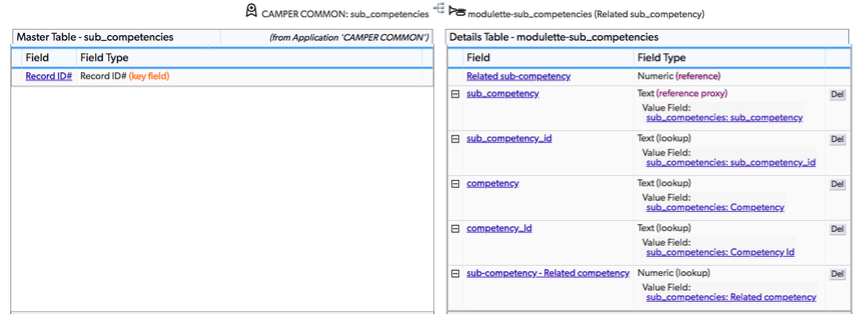 CAMPER COMMON: sub_competencies modulette-sub_competencies (Related sub_competency)
Master Table - sub_competencies (from Application 'CAMPER COMMON')
Field Field Type
Record ID# Record ID# (key field)
Details Table - modulette-sub_competencies
Field Field Type
Related sub-competency Numeric (reference)
sub_competency Text (reference proxy) Del
Value Field:
sub_competencies: sub_competency
sub_competency_id Text (lookup) Del
Value Field:
sub_competencies: sub_competency_id
competency Text (lookup) Del
Value Field:
sub_competencies: Competency
competency_Id Text (lookup) Del
Value Field:
sub_competencies: Competency Id
sub-competency - Related competency Numeric (lookup) Del
Value Field:
sub_competencies: Related competency